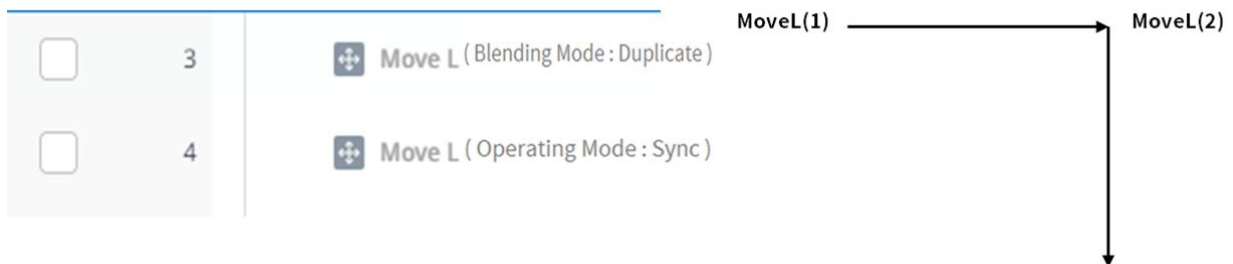 3 Move L ( Blending Mode : Duplicate )
4 Move L ( Operating Mode : Sync )
MoveL(1) MoveL(2)